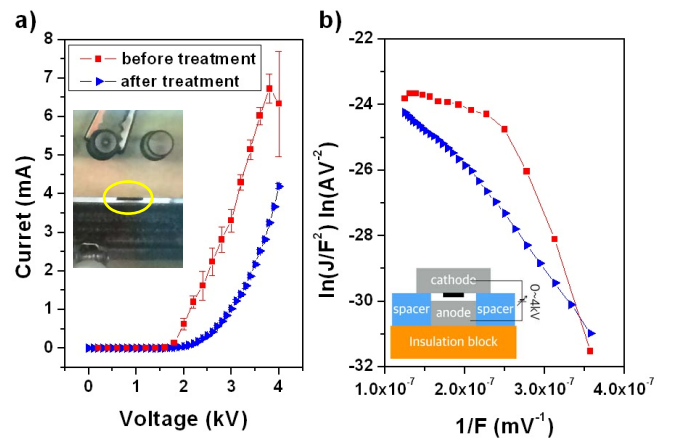 a)
8
7
6
5
4
3
2
1
0
Curret (mA)
before treatment
after treatment
0 1 2 3 4
Voltage (kV)
b)
-22
-24
-26
-28
-30
-32
ln(J/F²) ln(AV⁻²)
cathode
spacer anode spacer
Insulation block
0~4kV
1.0x10⁻⁷ 2.0x10⁻⁷ 3.0x10⁻⁷ 4.0x10⁻⁷
1/F (mV⁻¹)